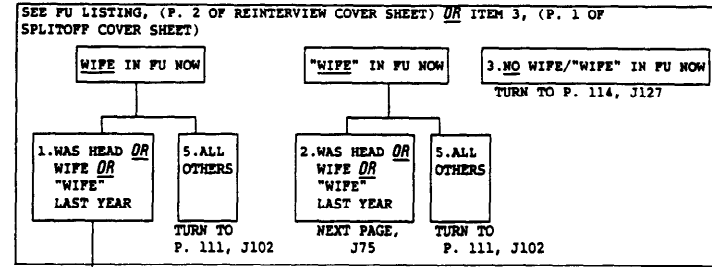 SEE FU LISTING, (P. 2 OF REINTERVIEW COVER SHEET) OR ITEM 3, (P. 1 OF
SPLITOFF COVER SHEET)
WIFE IN FU NOW
"WIFE" IN FU NOW
3.NO WIFE/"WIFE" IN FU NOW
TURN TO P. 114, J127
1.WAS HEAD OR
WIFE OR
"WIFE"
LAST YEAR
5.ALL
OTHERS
TURN TO
P. 111, J102
2.WAS HEAD OR
WIFE OR
"WIFE"
LAST YEAR
NEXT PAGE,
J75
5.ALL
OTHERS
TURN TO
P. 111, J102